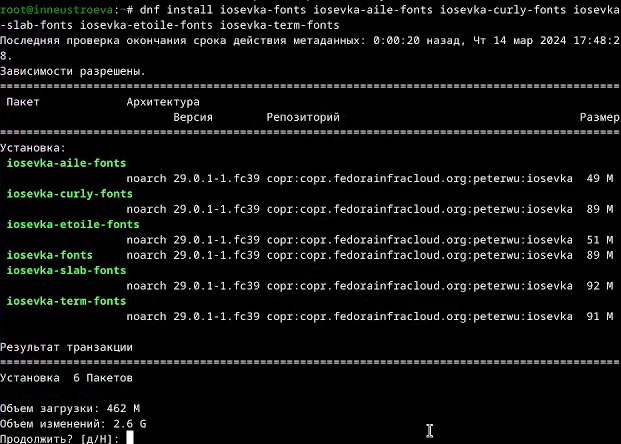 root@inneustroeva:~# dnf install iosevka-fonts iosevka-aile-fonts iosevka-curly-fonts iosevka
-slab-fonts iosevka-etoile-fonts iosevka-term-fonts
Последняя проверка окончания срока действия метаданных: 0:00:20 назад, Чт 14 мар 2024 17:48:2
8.
Зависимости разрешены.
================================================================================
Пакет Архитектура
Версия Репозиторий Размер
================================================================================
Установка:
iosevka-aile-fonts
noarch 29.0.1-1.fc39 copr:copr.fedorainfracloud.org:peterwu:iosevka 49 M
iosevka-curly-fonts
noarch 29.0.1-1.fc39 copr:copr.fedorainfracloud.org:peterwu:iosevka 89 M
iosevka-etoile-fonts
noarch 29.0.1-1.fc39 copr:copr.fedorainfracloud.org:peterwu:iosevka 51 M
iosevka-fonts noarch 29.0.1-1.fc39 copr:copr.fedorainfracloud.org:peterwu:iosevka 89 M
iosevka-slab-fonts
noarch 29.0.1-1.fc39 copr:copr.fedorainfracloud.org:peterwu:iosevka 92 M
iosevka-term-fonts
noarch 29.0.1-1.fc39 copr:copr.fedorainfracloud.org:peterwu:iosevka 91 M
Результат транзакции
================================================================================
Установка 6 Пакетов
Объем загрузки: 462 M
Объем изменений: 2.6 G
Продолжить? [д/Н]: